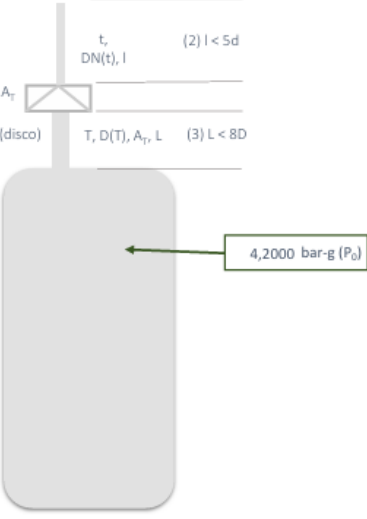 t,
DN(t), l
(2) l < 5d
A_T
(disco)
T, D(T), A_T, L
(3) L < 8D
4,2000 bar-g (P₀)